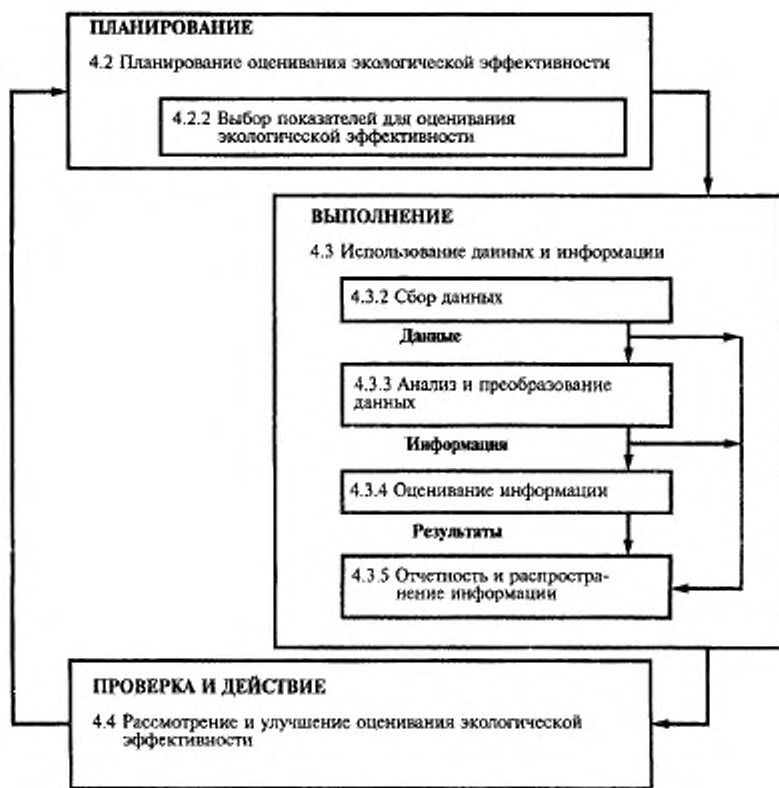 ПЛАНИРОВАНИЕ
4.2 Планирование оценивания экологической эффективности
4.2.2 Выбор показателей для оценивания
экологической эффективности
ВЫПОЛНЕНИЕ
4.3 Использование данных и информации
4.3.2 Сбор данных
Данные
4.3.3 Анализ и преобразование
данных
Информация
4.3.4 Оценивание информации
Результаты
4.3.5 Отчетность и распростра-
нение информации
ПРОВЕРКА И ДЕЙСТВИЕ
4.4 Рассмотрение и улучшение оценивания экологической
эффективности